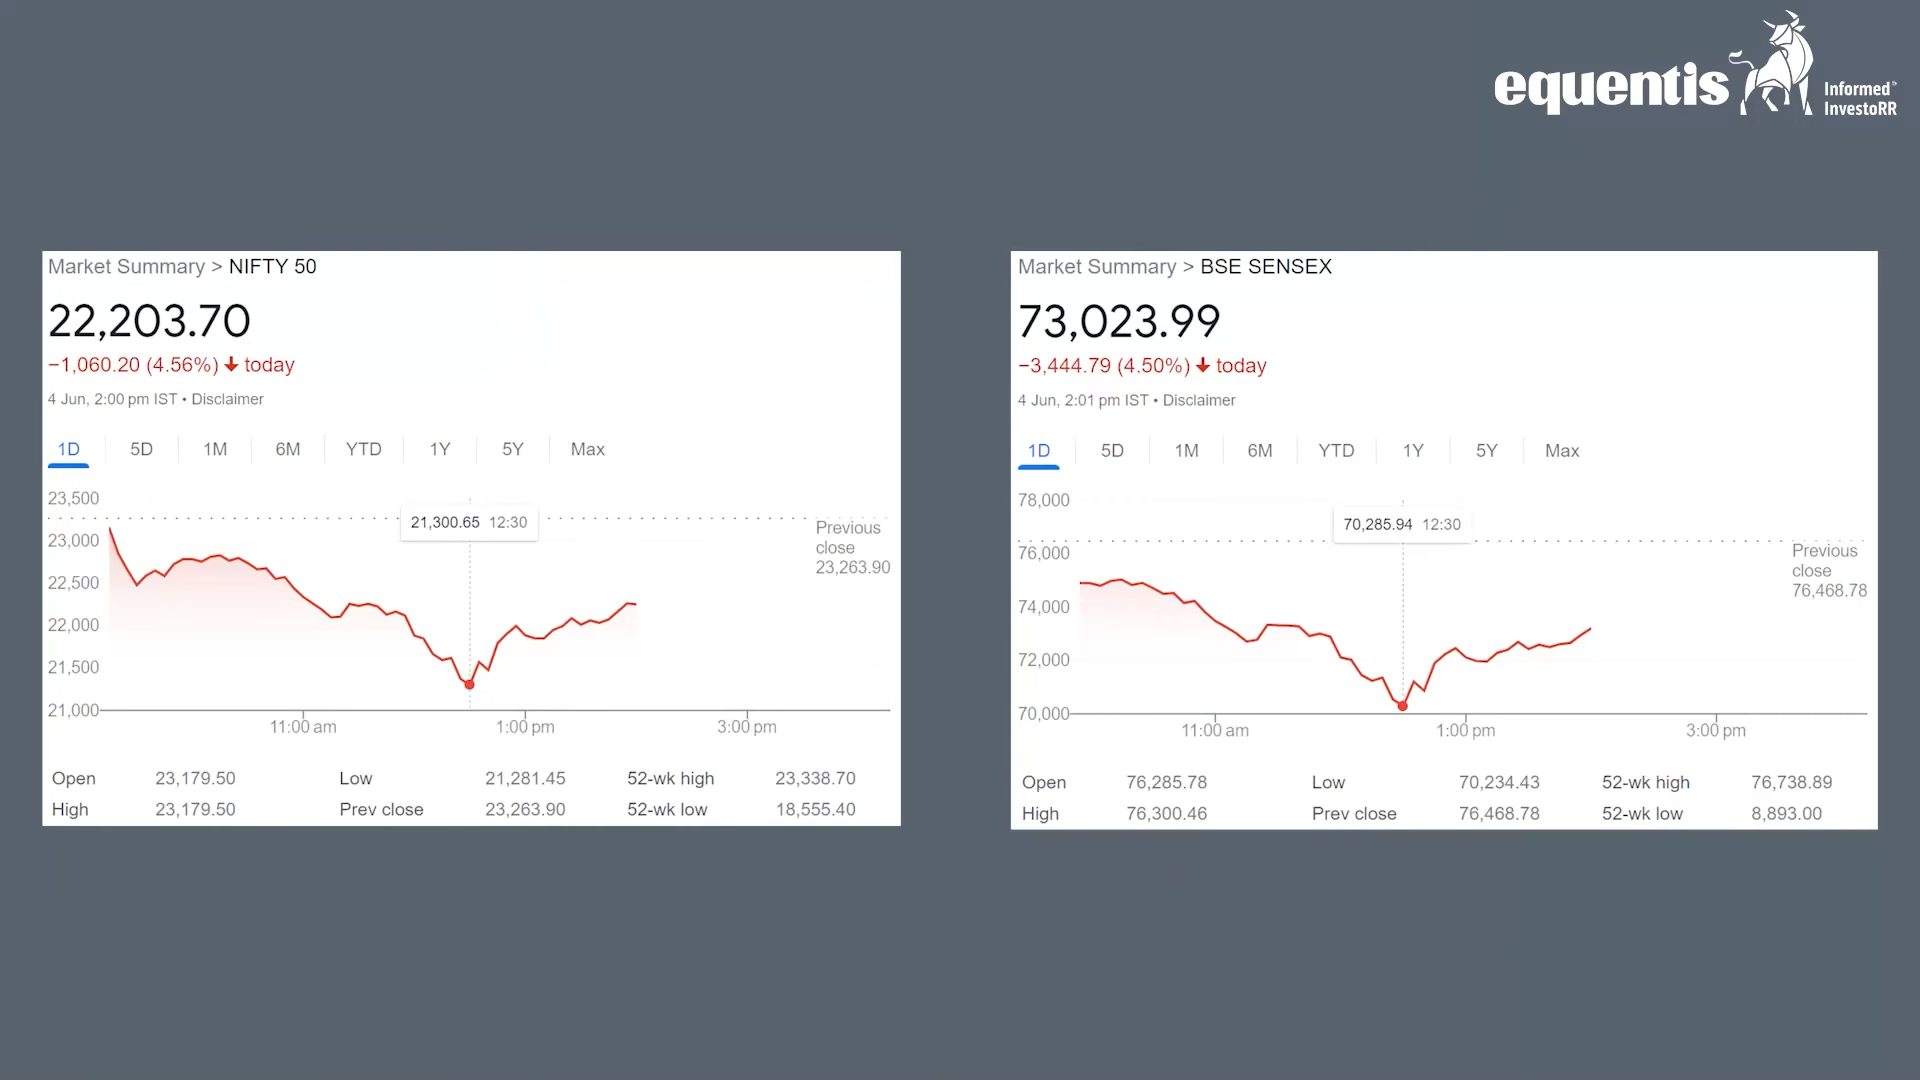 equentis
Informed
InvestoRR
Market Summary > NIFTY 50
22,203.70
−1,060.20 (4.56%) ↓ today
4 Jun, 2:00 pm IST • Disclaimer
1D 5D 1M 6M YTD 1Y 5Y Max
23,500
21,300.65 12:30
Previous
close
23,263.90
23,000
22,500
22,000
21,500
21,000
11:00 am 1:00 pm 3:00 pm
Open 23,179.50 Low 21,281.45 52-wk high 23,338.70
High 23,179.50 Prev close 23,263.90 52-wk low 18,555.40
Market Summary > BSE SENSEX
73,023.99
−3,444.79 (4.50%) ↓ today
4 Jun, 2:01 pm IST • Disclaimer
1D 5D 1M 6M YTD 1Y 5Y Max
78,000
70,285.94 12:30
76,000
Previous
close
76,468.78
74,000
72,000
70,000
11:00 am 1:00 pm 3:00 pm
Open 76,285.78 Low 70,234.43 52-wk high 76,738.89
High 76,300.46 Prev close 76,468.78 52-wk low 8,893.00